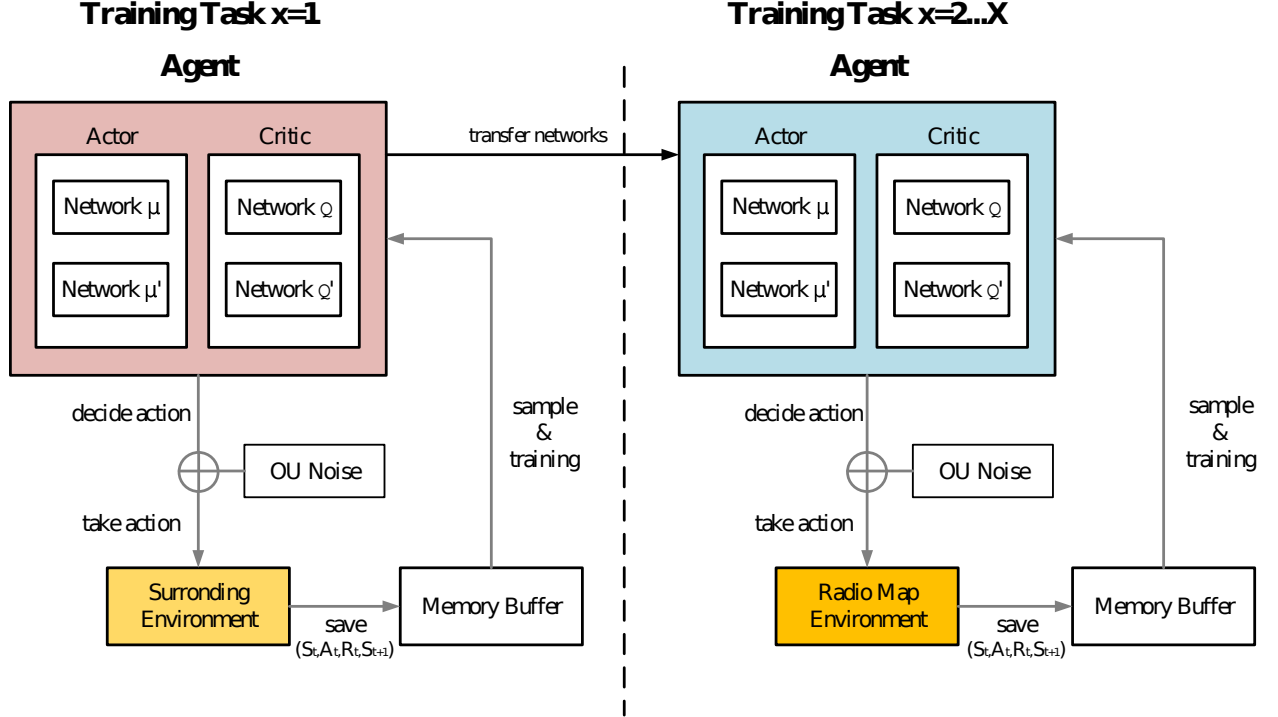 Training Task x=1
Agent
Actor
Critic
Network μ
Network Q
Network μ'
Network Q'
decide action
OU Noise
take action
sample
&
training
Surronding
Environment
save
(St,At,Rt,St+1)
Memory Buffer
transfer networks
Training Task x=2...X
Agent
Actor
Critic
Network μ
Network Q
Network μ'
Network Q'
decide action
OU Noise
take action
sample
&
training
Radio Map
Environment
save
(St,At,Rt,St+1)
Memory Buffer